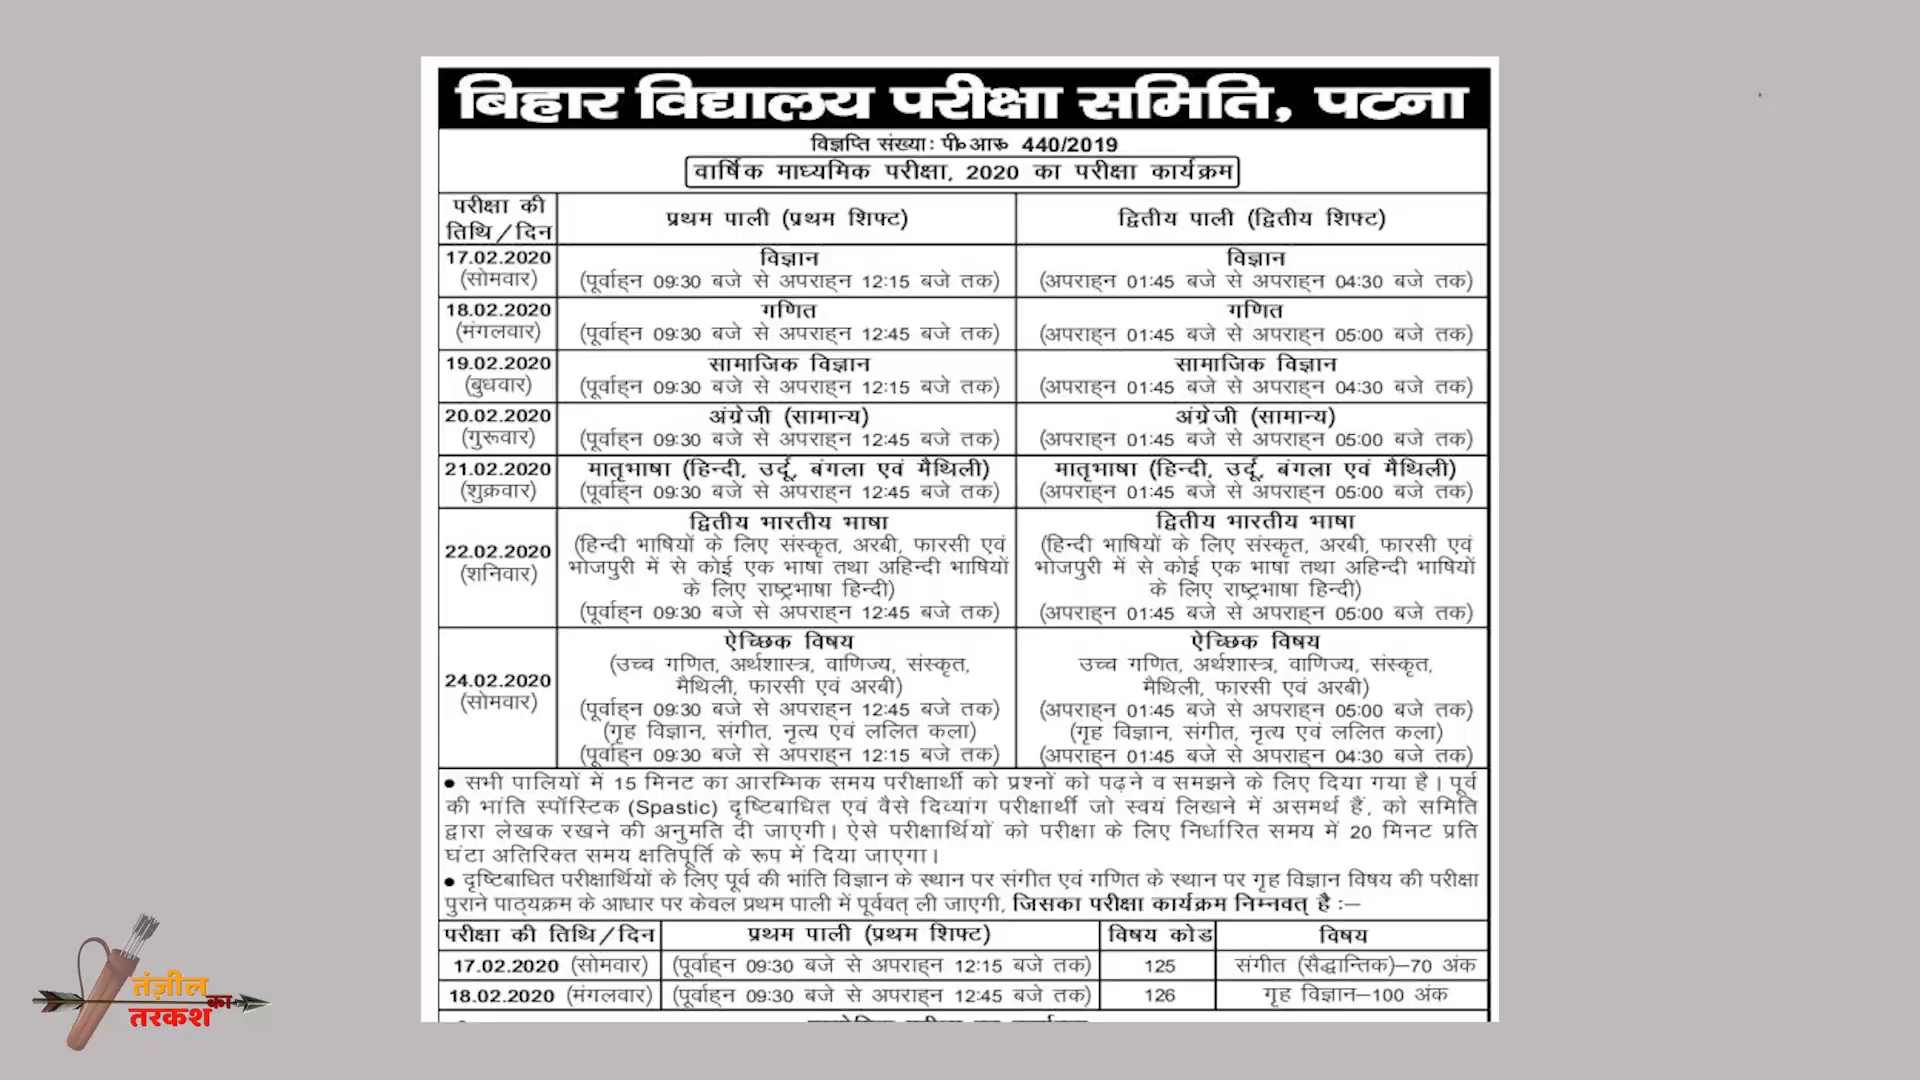 बिहार विद्यालय परीक्षा समिति, पटना
विज्ञप्ति संख्या: पी॰आर॰ 440/2019
वार्षिक माध्यमिक परीक्षा, 2020 का परीक्षा कार्यक्रम
परीक्षा की
तिथि/दिन
प्रथम पाली (प्रथम शिफ्ट)
द्वितीय पाली (द्वितीय शिफ्ट)
17.02.2020
(सोमवार)
विज्ञान
(पूर्वाह्न 09:30 बजे से अपराह्न 12:15 बजे तक)
विज्ञान
(अपराह्न 01:45 बजे से अपराह्न 04:30 बजे तक)
18.02.2020
(मंगलवार)
गणित
(पूर्वाह्न 09:30 बजे से अपराह्न 12:45 बजे तक)
गणित
(अपराह्न 01:45 बजे से अपराह्न 05:00 बजे तक)
19.02.2020
(बुधवार)
सामाजिक विज्ञान
(पूर्वाह्न 09:30 बजे से अपराह्न 12:15 बजे तक)
सामाजिक विज्ञान
(अपराह्न 01:45 बजे से अपराह्न 04:30 बजे तक)
20.02.2020
(गुरूवार)
अंग्रेजी (सामान्य)
(पूर्वाह्न 09:30 बजे से अपराह्न 12:45 बजे तक)
अंग्रेजी (सामान्य)
(अपराह्न 01:45 बजे से अपराह्न 05:00 बजे तक)
21.02.2020
(शुक्रवार)
मातृभाषा (हिन्दी, उर्दू, बंगला एवं मैथिली)
(पूर्वाह्न 09:30 बजे से अपराह्न 12:45 बजे तक)
मातृभाषा (हिन्दी, उर्दू, बंगला एवं मैथिली)
(अपराह्न 01:45 बजे से अपराह्न 05:00 बजे तक)
22.02.2020
(शनिवार)
द्वितीय भारतीय भाषा
(हिन्दी भाषियों के लिए संस्कृत, अरबी, फारसी एवं
भोजपुरी में से कोई एक भाषा तथा अहिन्दी भाषियों
के लिए राष्ट्रभाषा हिन्दी)
(पूर्वाह्न 09:30 बजे से अपराह्न 12:45 बजे तक)
द्वितीय भारतीय भाषा
(हिन्दी भाषियों के लिए संस्कृत, अरबी, फारसी एवं
भोजपुरी में से कोई एक भाषा तथा अहिन्दी भाषियों
के लिए राष्ट्रभाषा हिन्दी)
(अपराह्न 01:45 बजे से अपराह्न 05:00 बजे तक)
24.02.2020
(सोमवार)
ऐच्छिक विषय
(उच्च गणित, अर्थशास्त्र, वाणिज्य, संस्कृत,
मैथिली, फारसी एवं अरबी)
(पूर्वाह्न 09:30 बजे से अपराह्न 12:45 बजे तक)
(गृह विज्ञान, संगीत, नृत्य एवं ललित कला)
(पूर्वाह्न 09:30 बजे से अपराह्न 12:15 बजे तक)
ऐच्छिक विषय
उच्च गणित, अर्थशास्त्र, वाणिज्य, संस्कृत,
मैथिली, फारसी एवं अरबी)
(अपराह्न 01:45 बजे से अपराह्न 05:00 बजे तक)
(गृह विज्ञान, संगीत, नृत्य एवं ललित कला)
(अपराह्न 01:45 बजे से अपराह्न 04:30 बजे तक)
● सभी पालियों में 15 मिनट का आरम्भिक समय परीक्षार्थी को प्रश्नों को पढ़ने व समझने के लिए दिया गया है। पूर्व
की भांति स्पॉस्टिक (Spastic) दृष्टिबाधित एवं वैसे दिव्यांग परीक्षार्थी जो स्वयं लिखने में असमर्थ हैं, को समिति
द्वारा लेखक रखने की अनुमति दी जाएगी। ऐसे परीक्षार्थियों को परीक्षा के लिए निर्धारित समय में 20 मिनट प्रति
घंटा अतिरिक्त समय क्षतिपूर्ति के रूप में दिया जाएगा।
● दृष्टिबाधित परीक्षार्थियों के लिए पूर्व की भांति विज्ञान के स्थान पर संगीत एवं गणित के स्थान पर गृह विज्ञान विषय की परीक्षा
पुराने पाठ्यक्रम के आधार पर केवल प्रथम पाली में पूर्ववत् ली जाएगी, जिसका परीक्षा कार्यक्रम निम्नवत् है :—
परीक्षा की तिथि/दिन
प्रथम पाली (प्रथम शिफ्ट)
विषय कोड
विषय
17.02.2020 (सोमवार)
(पूर्वाह्न 09:30 बजे से अपराह्न 12:15 बजे तक)
125
संगीत (सैद्धान्तिक)—70 अंक
18.02.2020 (मंगलवार)
(पूर्वाह्न 09:30 बजे से अपराह्न 12:45 बजे तक)
126
गृह विज्ञान—100 अंक
तंज़ील
का
तरकश